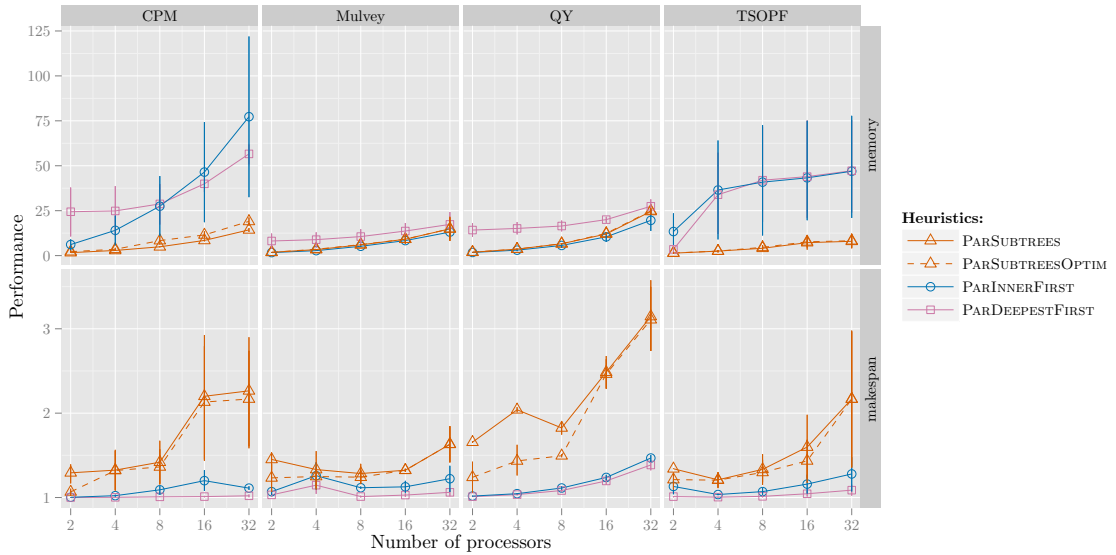 CPM
Mulvey
QY
TSOPF
125
100
75
50
25
0
memory
3
2
1
makespan
Performance
2 4 8 16 32
2 4 8 16 32
2 4 8 16 32
2 4 8 16 32
Number of processors
Heuristics:
PARSUBTREES
PARSUBTREESOPTIM
PARINNERFIRST
PARDEEPESTFIRST